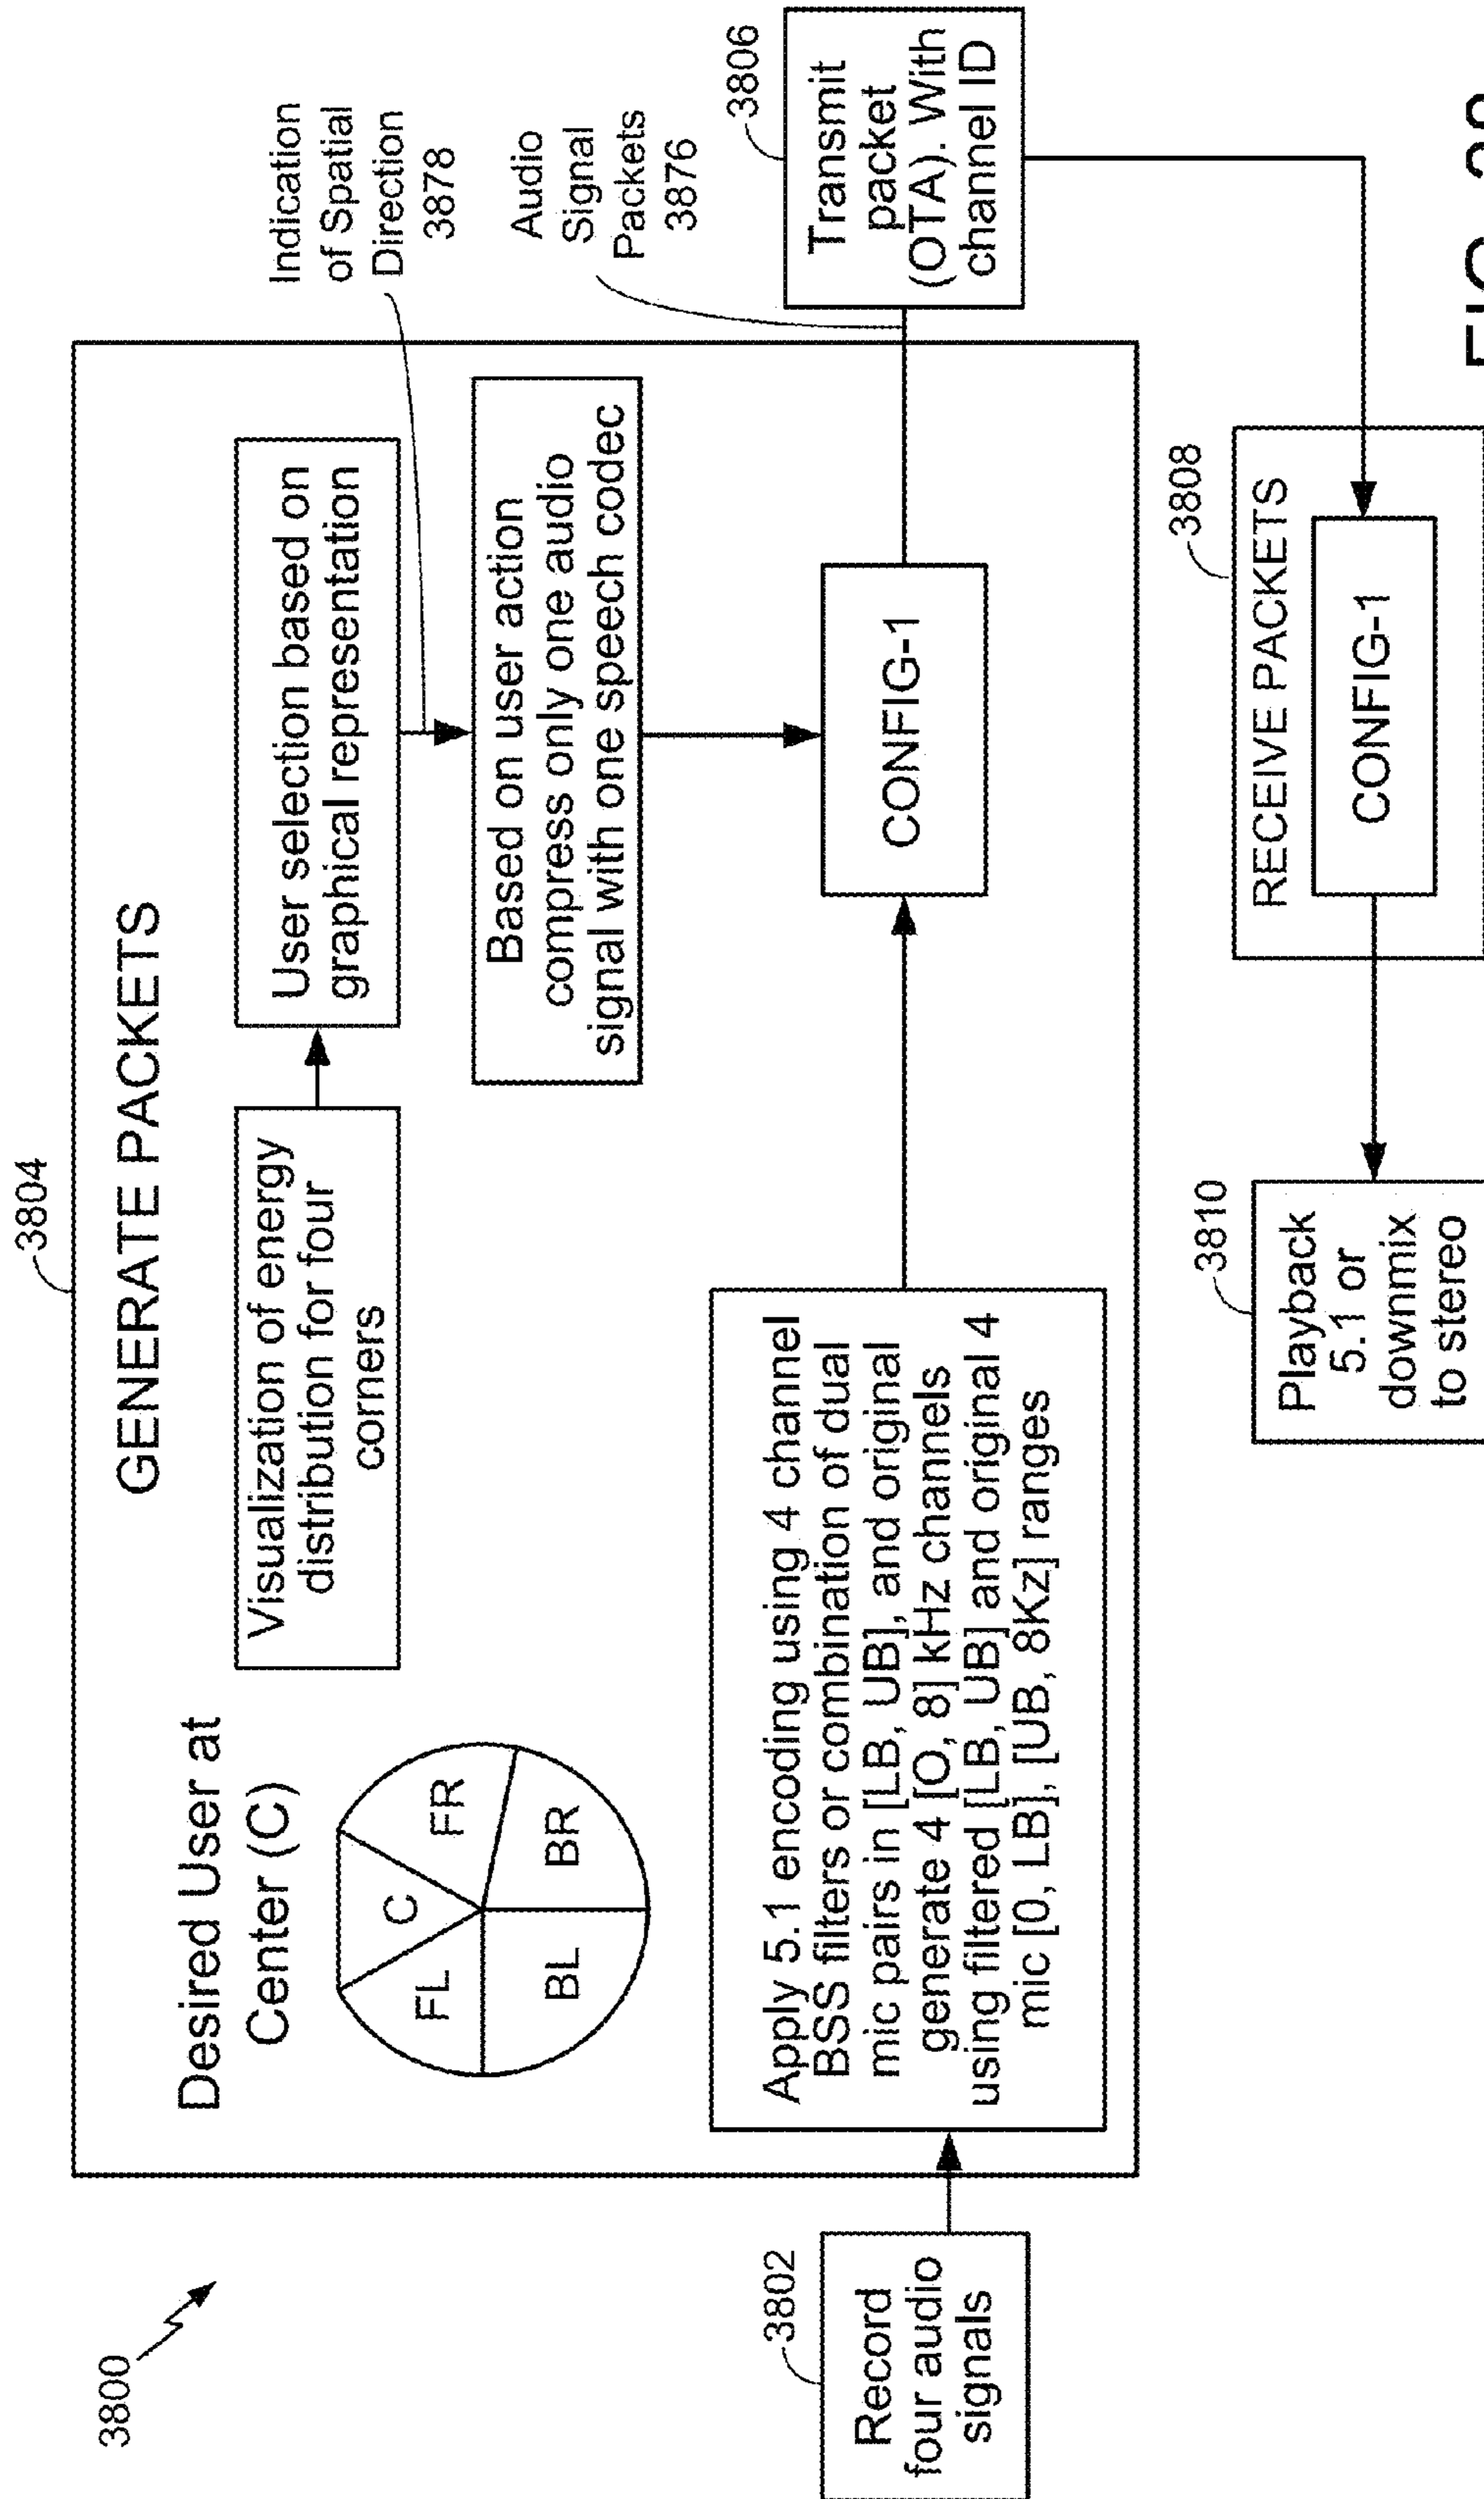 3800
3804
GENERATE PACKETS
Desired User at
Center (C)
FL
C
FR
BL
BR
Visualization of energy
distribution for four
corners
User selection based on
graphical representation
Indication
of Spatial
Direction
3878
Based on user action
compress only one audio
signal with one speech codec
Audio
Signal
Packets
3876
3802
Record
four audio
signals
Apply 5.1 encoding using 4 channel
BSS filters or combination of dual
mic pairs in [LB, UB], and original
generate 4 [O, 8] kHz channels
using filtered [LB, UB] and original 4
mic [0, LB], [UB, 8Kz] ranges
CONFIG-1
3806
Transmit
packet
(OTA). With
channel ID
3808
RECEIVE PACKETS
CONFIG-1
3810
Playback
5.1 or
downmix
to stereo